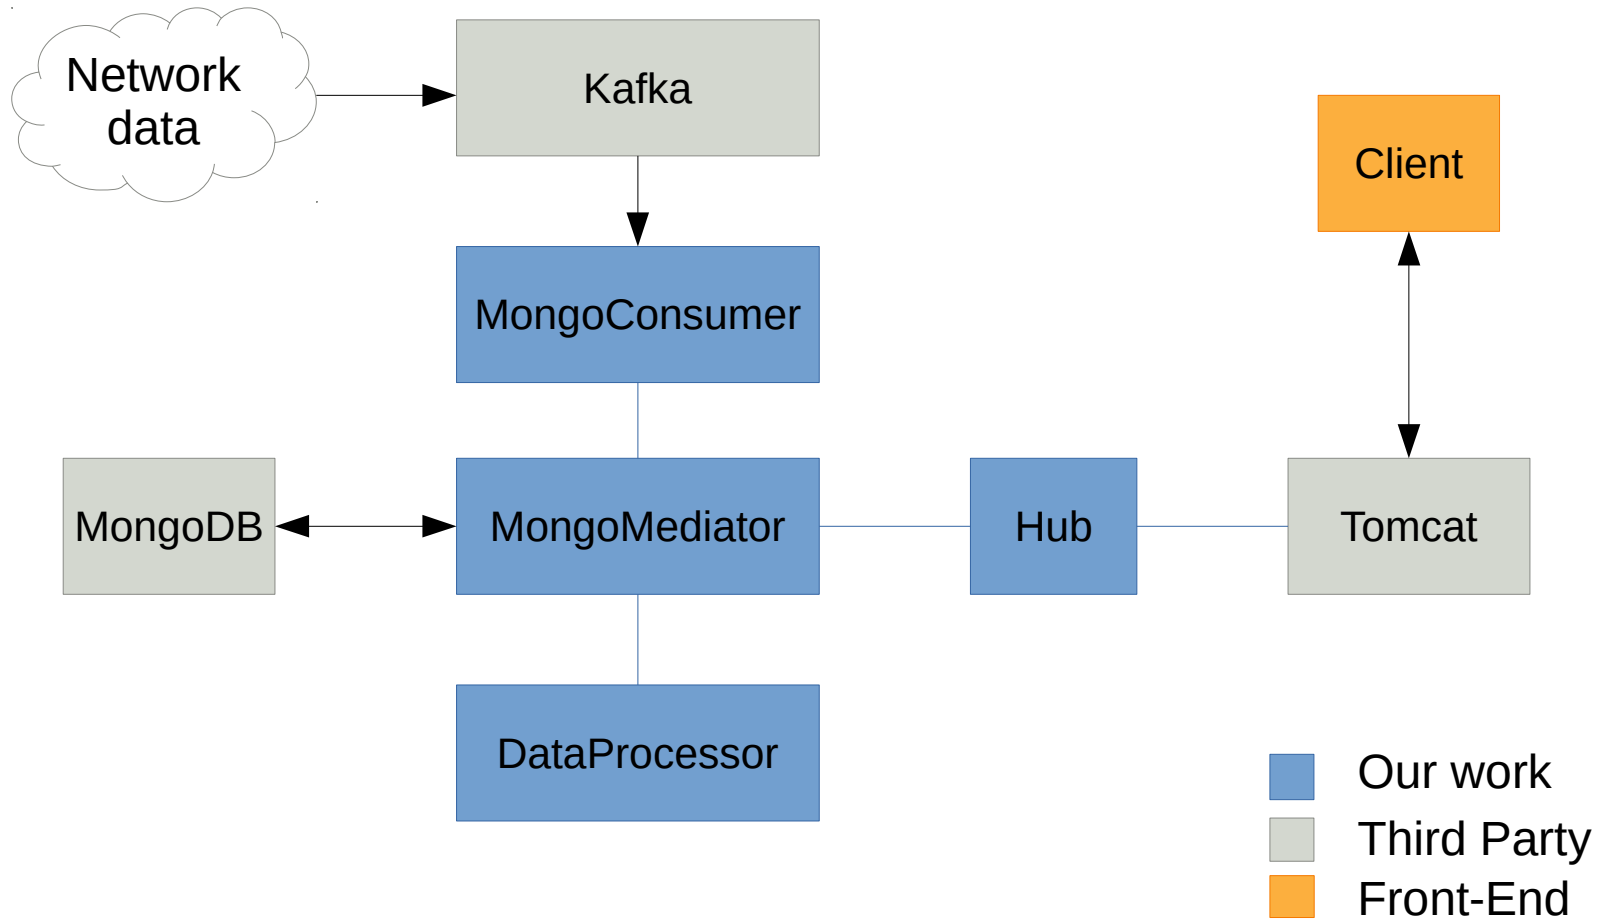 Network
data
Kafka
Client
MongoConsumer
MongoDB
MongoMediator
Hub
Tomcat
DataProcessor
Our work
Third Party
Front-End